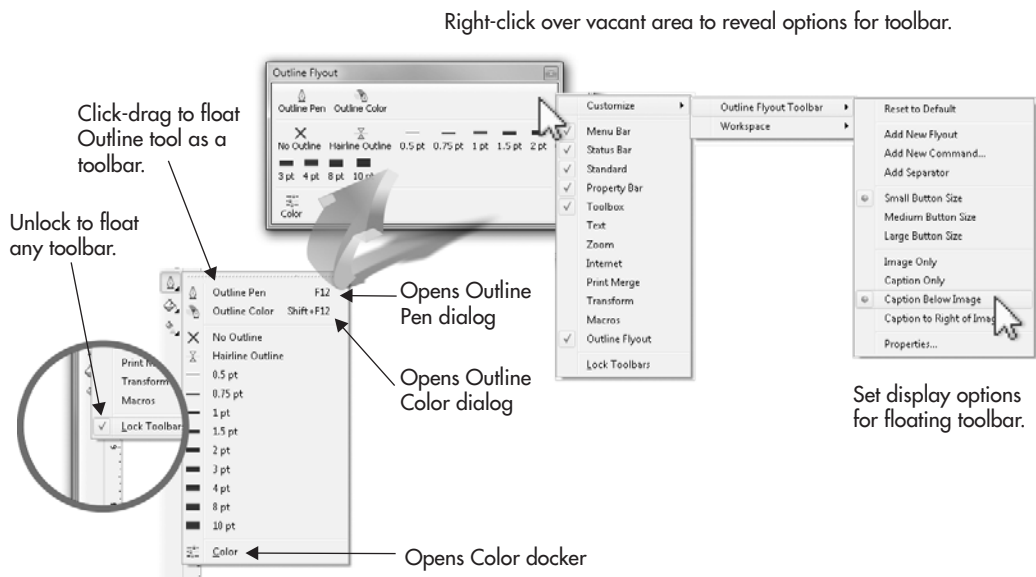 Right-click over vacant area to reveal options for toolbar.
Outline Flyout
Outline Pen Outline Color
No Outline Hairline Outline 0.5 pt 0.75 pt 1 pt 1.5 pt 2 pt
3 pt 4 pt 8 pt 10 pt
Color
Customize
Menu Bar
Status Bar
Standard
Property Bar
Toolbox
Text
Zoom
Internet
Print Merge
Transform
Macros
Outline Flyout
Lock Toolbars
Outline Flyout Toolbar
Workspace
Reset to Default
Add New Flyout
Add New Command...
Add Separator
Small Button Size
Medium Button Size
Large Button Size
Image Only
Caption Only
Caption Below Image
Caption to Right of Imag
Properties...
Set display options
for floating toolbar.
Click-drag to float
Outline tool as a
toolbar.
Unlock to float
any toolbar.
Print M
Transform
Macros
Lock Toolbar
Outline Pen F12
Outline Color Shift+F12
No Outline
Hairline Outline
0.5 pt
0.75 pt
1 pt
1.5 pt
2 pt
3 pt
4 pt
8 pt
10 pt
Color
Opens Outline
Pen dialog
Opens Outline
Color dialog
Opens Color docker